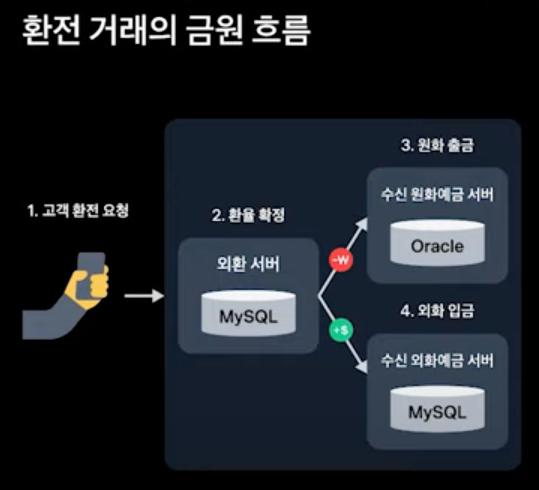 환전 거래의 금원 흐름
1. 고객 환전 요청
2. 환율 확정
외환 서버
MySQL
3. 원화 출금
수신 원화예금 서버
Oracle
-₩
+$
4. 외화 입금
수신 외화예금 서버
MySQL